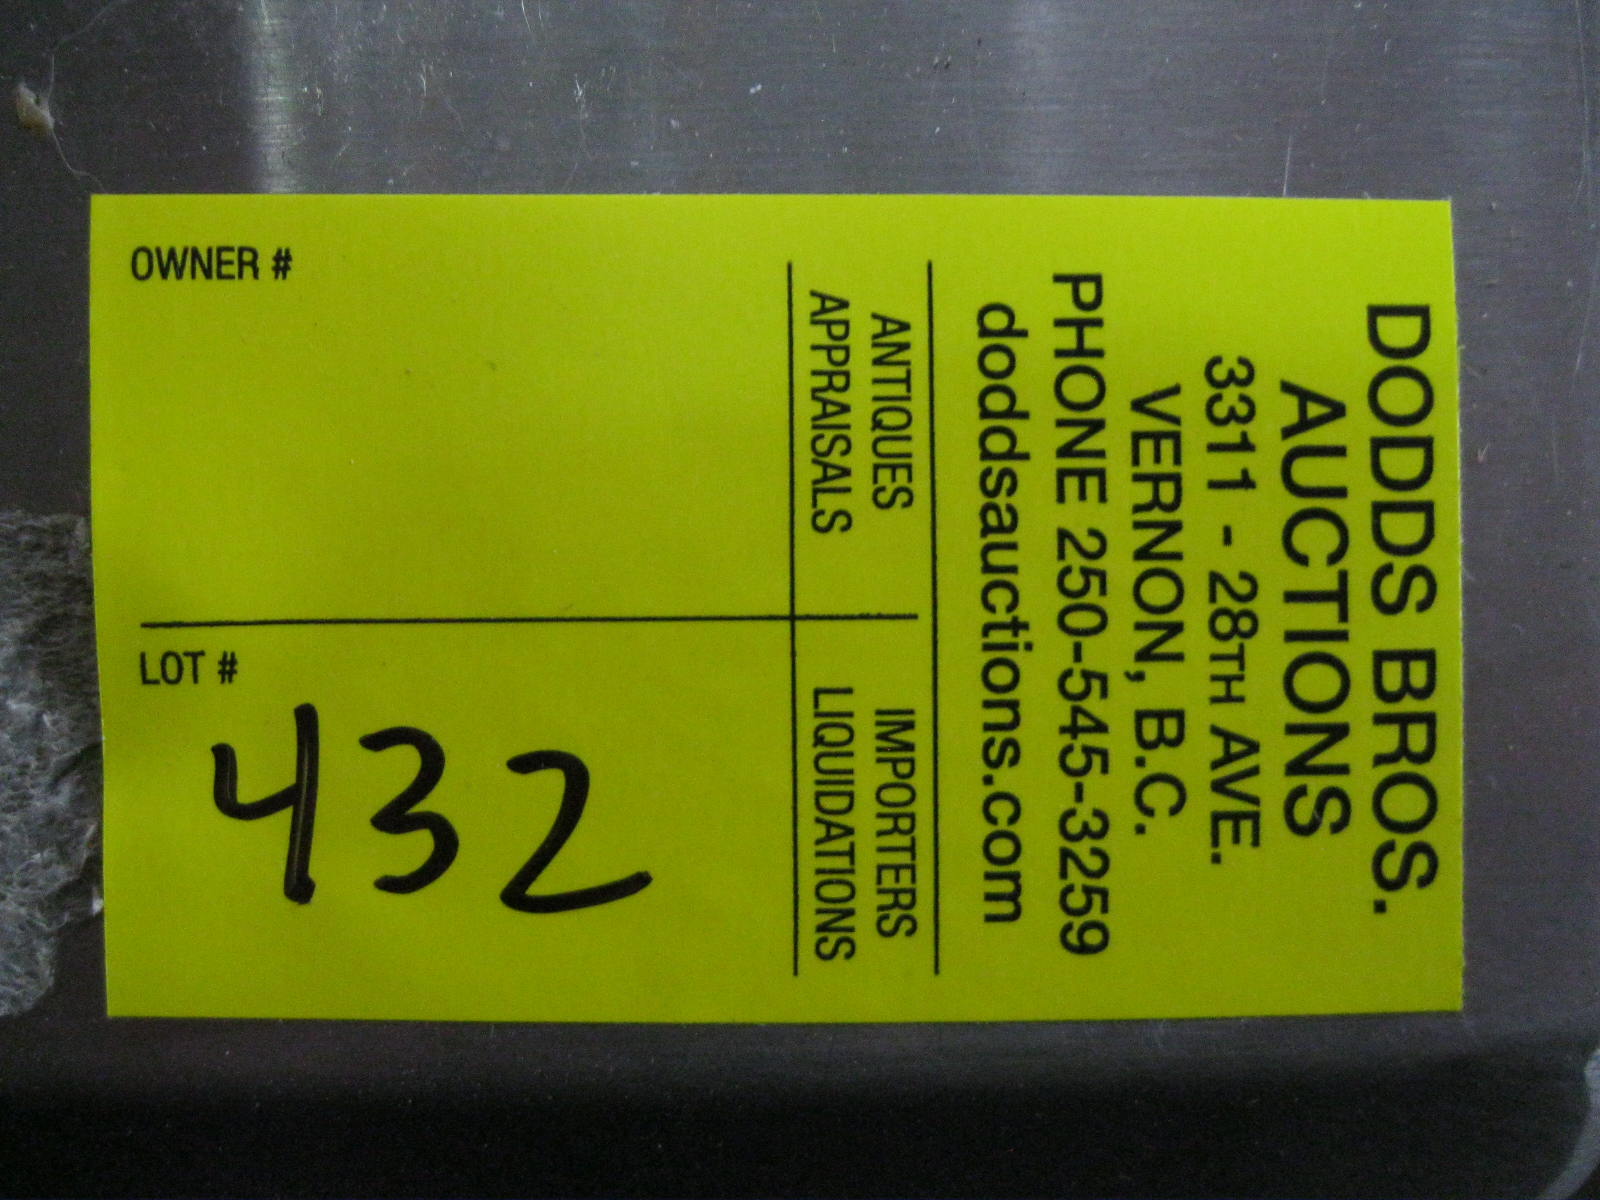 DODDS BROS.
AUCTIONS
3311 - 28TH AVE.
VERNON, B.C.
PHONE 250-545-3259
doddsauctions.com
ANTIQUES
APPRAISALS
IMPORTERS
LIQUIDATIONS
OWNER #
LOT #
432